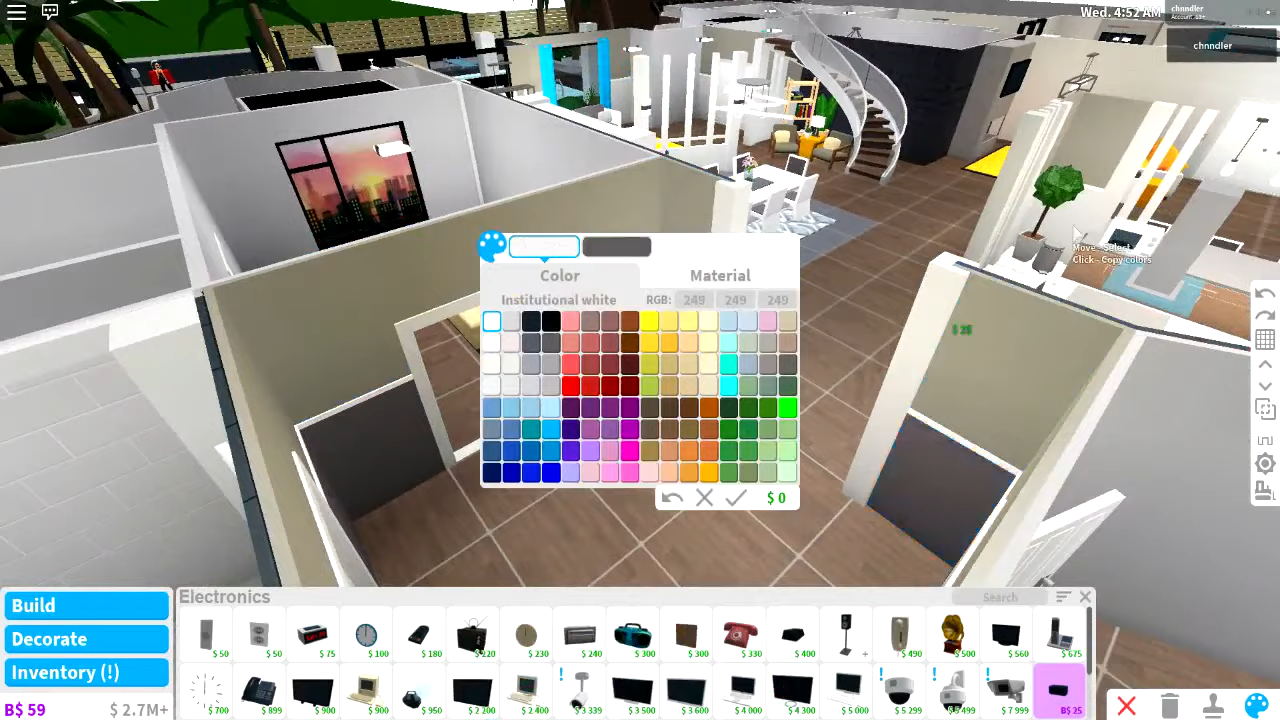 Wed. 4:52 AM
chnndler
chnndler
Move - Select
Click - Copy colors
Color
Material
Institutional white
RGB: 249 249 249
$ 28
$ 0
Build
Decorate
Inventory (!)
B$ 59
$ 2.7M+
Electronics
Search
$ 50
$ 50
$ 75
$ 100
$ 180
$ 220
$ 230
$ 240
$ 300
$ 300
$ 330
$ 400
+
$ 490
$ 500
$ 560
$ 675
$ 700
$ 899
$ 900
$ 900
$ 950
$ 2 200
$ 2 400
! $ 3 339
$ 3 500
$ 3 600
$ 4 000
$ 4 300
$ 5 000
! $ 5 299
!
! $ 7 999
B$ 25